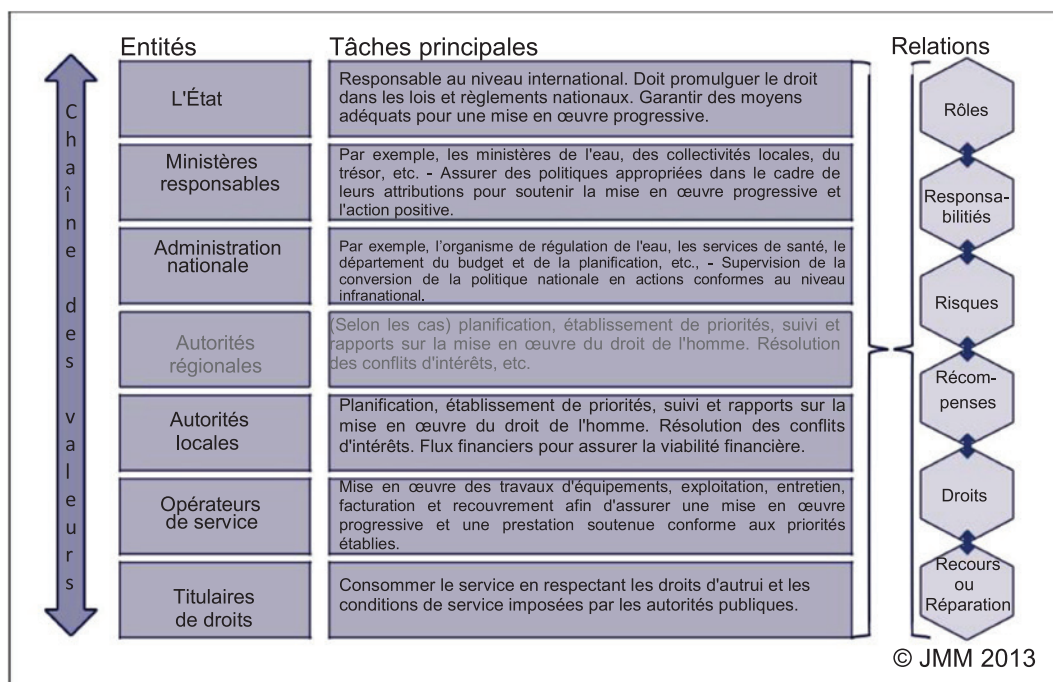 Entités
Tâches principales
Relations
Chaîne des valeurs
L'État
Responsable au niveau international. Doit promulguer le droit
dans les lois et règlements nationaux. Garantir des moyens
adéquats pour une mise en œuvre progressive.
Ministères
responsables
Par exemple, les ministères de l'eau, des collectivités locales, du
trésor, etc. - Assurer des politiques appropriées dans le cadre de
leurs attributions pour soutenir la mise en œuvre progressive et
l'action positive.
Administration
nationale
Par exemple, l'organisme de régulation de l'eau, les services de santé, le
département du budget et de la planification, etc., - Supervision de la
conversion de la politique nationale en actions conformes au niveau
infranational.
Autorités
régionales
(Selon les cas) planification, établissement de priorités, suivi et
rapports sur la mise en œuvre du droit de l'homme. Résolution
des conflits d'intérêts, etc.
Autorités
locales
Planification, établissement de priorités, suivi et rapports sur la
mise en œuvre du droit de l'homme. Résolution des conflits
d'intérêts. Flux financiers pour assurer la viabilité financière.
Opérateurs
de service
Mise en œuvre des travaux d'équipements, exploitation, entretien,
facturation et recouvrement afin d'assurer une mise en œuvre
progressive et une prestation soutenue conforme aux priorités
établies.
Titulaires
de droits
Consommer le service en respectant les droits d'autrui et les
conditions de service imposées par les autorités publiques.
Rôles
Responsa-
bilitiés
Risques
Récom-
penses
Droits
Recours
ou
Réparation
© JMM 2013